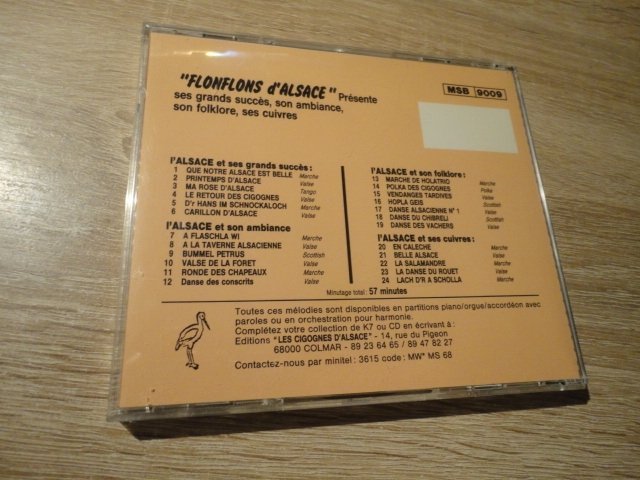 "FLONFLONS d'ALSACE" Présente
ses grands succès, son ambiance,
son folklore, ses cuivres
MSB 9009
l'ALSACE et ses grands succès :
1 QUE NOTRE ALSACE EST BELLE Marche
2 PRINTEMPS D'ALSACE Valse
3 MA ROSE D'ALSACE Tango
4 LE RETOUR DES CIGOGNES Valse
5 D'r HANS IM SCHNOCKALOCH Marche
6 CARILLON D'ALSACE Valse
l'ALSACE et son ambiance
7 A FLASCHLA WI Marche
8 A LA TAVERNE ALSACIENNE Valse
9 BUMMEL PETRUS Scottish
10 VALSE DE LA FORET Valse
11 RONDE DES CHAPEAUX Marche
12 Danse des conscrits Valse
l'ALSACE et son folklore :
13 MARCHE DE HOLATRIO Marche
14 POLKA DES CIGOGNES Polka
15 VENDANGES TARDIVES Valse
16 HOPLA GEIS Scottish
17 DANSE ALSACIENNE N° 1 Valse
18 DANSE DU CHIBRELI Scottish
19 DANSE DES VACHERS Valse
l'ALSACE et ses cuivres :
20 EN CALECHE Marche
21 BELLE ALSACE Valse
22 LA SALAMANDRE Marche
23 LA DANSE DU ROUET Valse
24 LACH D'R A SCHOLLA Marche
Minutage total : 57 minutes
Toutes ces mélodies sont disponibles en partitions piano/orgue/accordéon avec
paroles ou en orchestration pour harmonie.
Complétez votre collection de K7 ou CD en écrivant à :
Editions "LES CIGOGNES D'ALSACE" - 14, rue du Pigeon
68000 COLMAR - 89 23 64 65 / 89 47 82 27
Contactez-nous par minitel : 3615 code : MW* MS 68